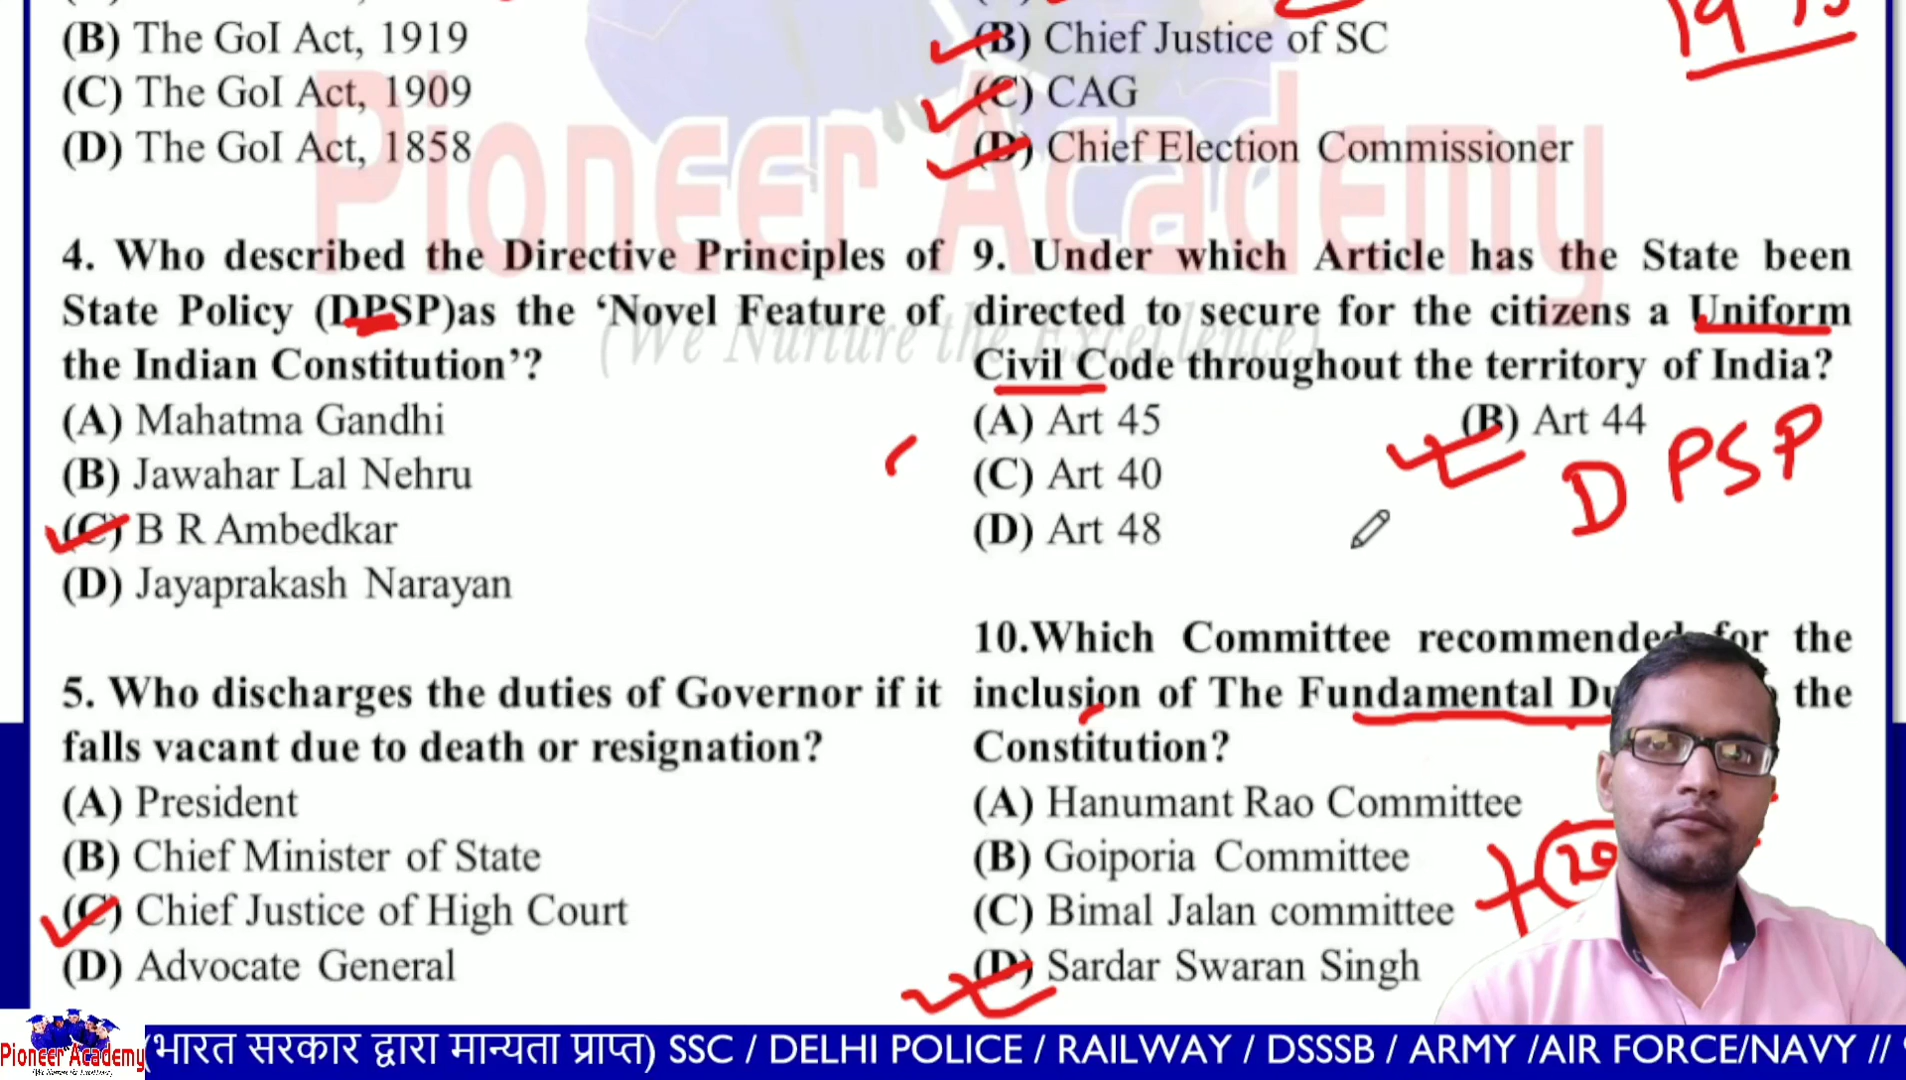 (B) The GoI Act, 1919
(C) The GoI Act, 1909
(D) The GoI Act, 1858
4. Who described the Directive Principles of
State Policy (DPSP)as the ‘Novel Feature of
the Indian Constitution’?
(A) Mahatma Gandhi
(B) Jawahar Lal Nehru
(C) B R Ambedkar
(D) Jayaprakash Narayan
5. Who discharges the duties of Governor if it
falls vacant due to death or resignation?
(A) President
(B) Chief Minister of State
(C) Chief Justice of High Court
(D) Advocate General
(B) Chief Justice of SC
(C) CAG
(D) Chief Election Commissioner
9. Under which Article has the State been
directed to secure for the citizens a Uniform
Civil Code throughout the territory of India?
(A) Art 45 (B) Art 44
(C) Art 40
(D) Art 48
DPSP
10.Which Committee recommended for the
inclusion of The Fundamental the
Constitution?
(A) Hanumant Rao Committee
(B) Goiporia Committee
(C) Bimal Jalan committee
(D) Sardar Swaran Singh
Pioneer Academy
(We Nurture the Excellence)
Pioneer Academy
(भारत सरकार द्वारा मान्यता प्राप्त) SSC / DELHI POLICE / RAILWAY / DSSSB / ARMY /AIR FORCE/NAVY //